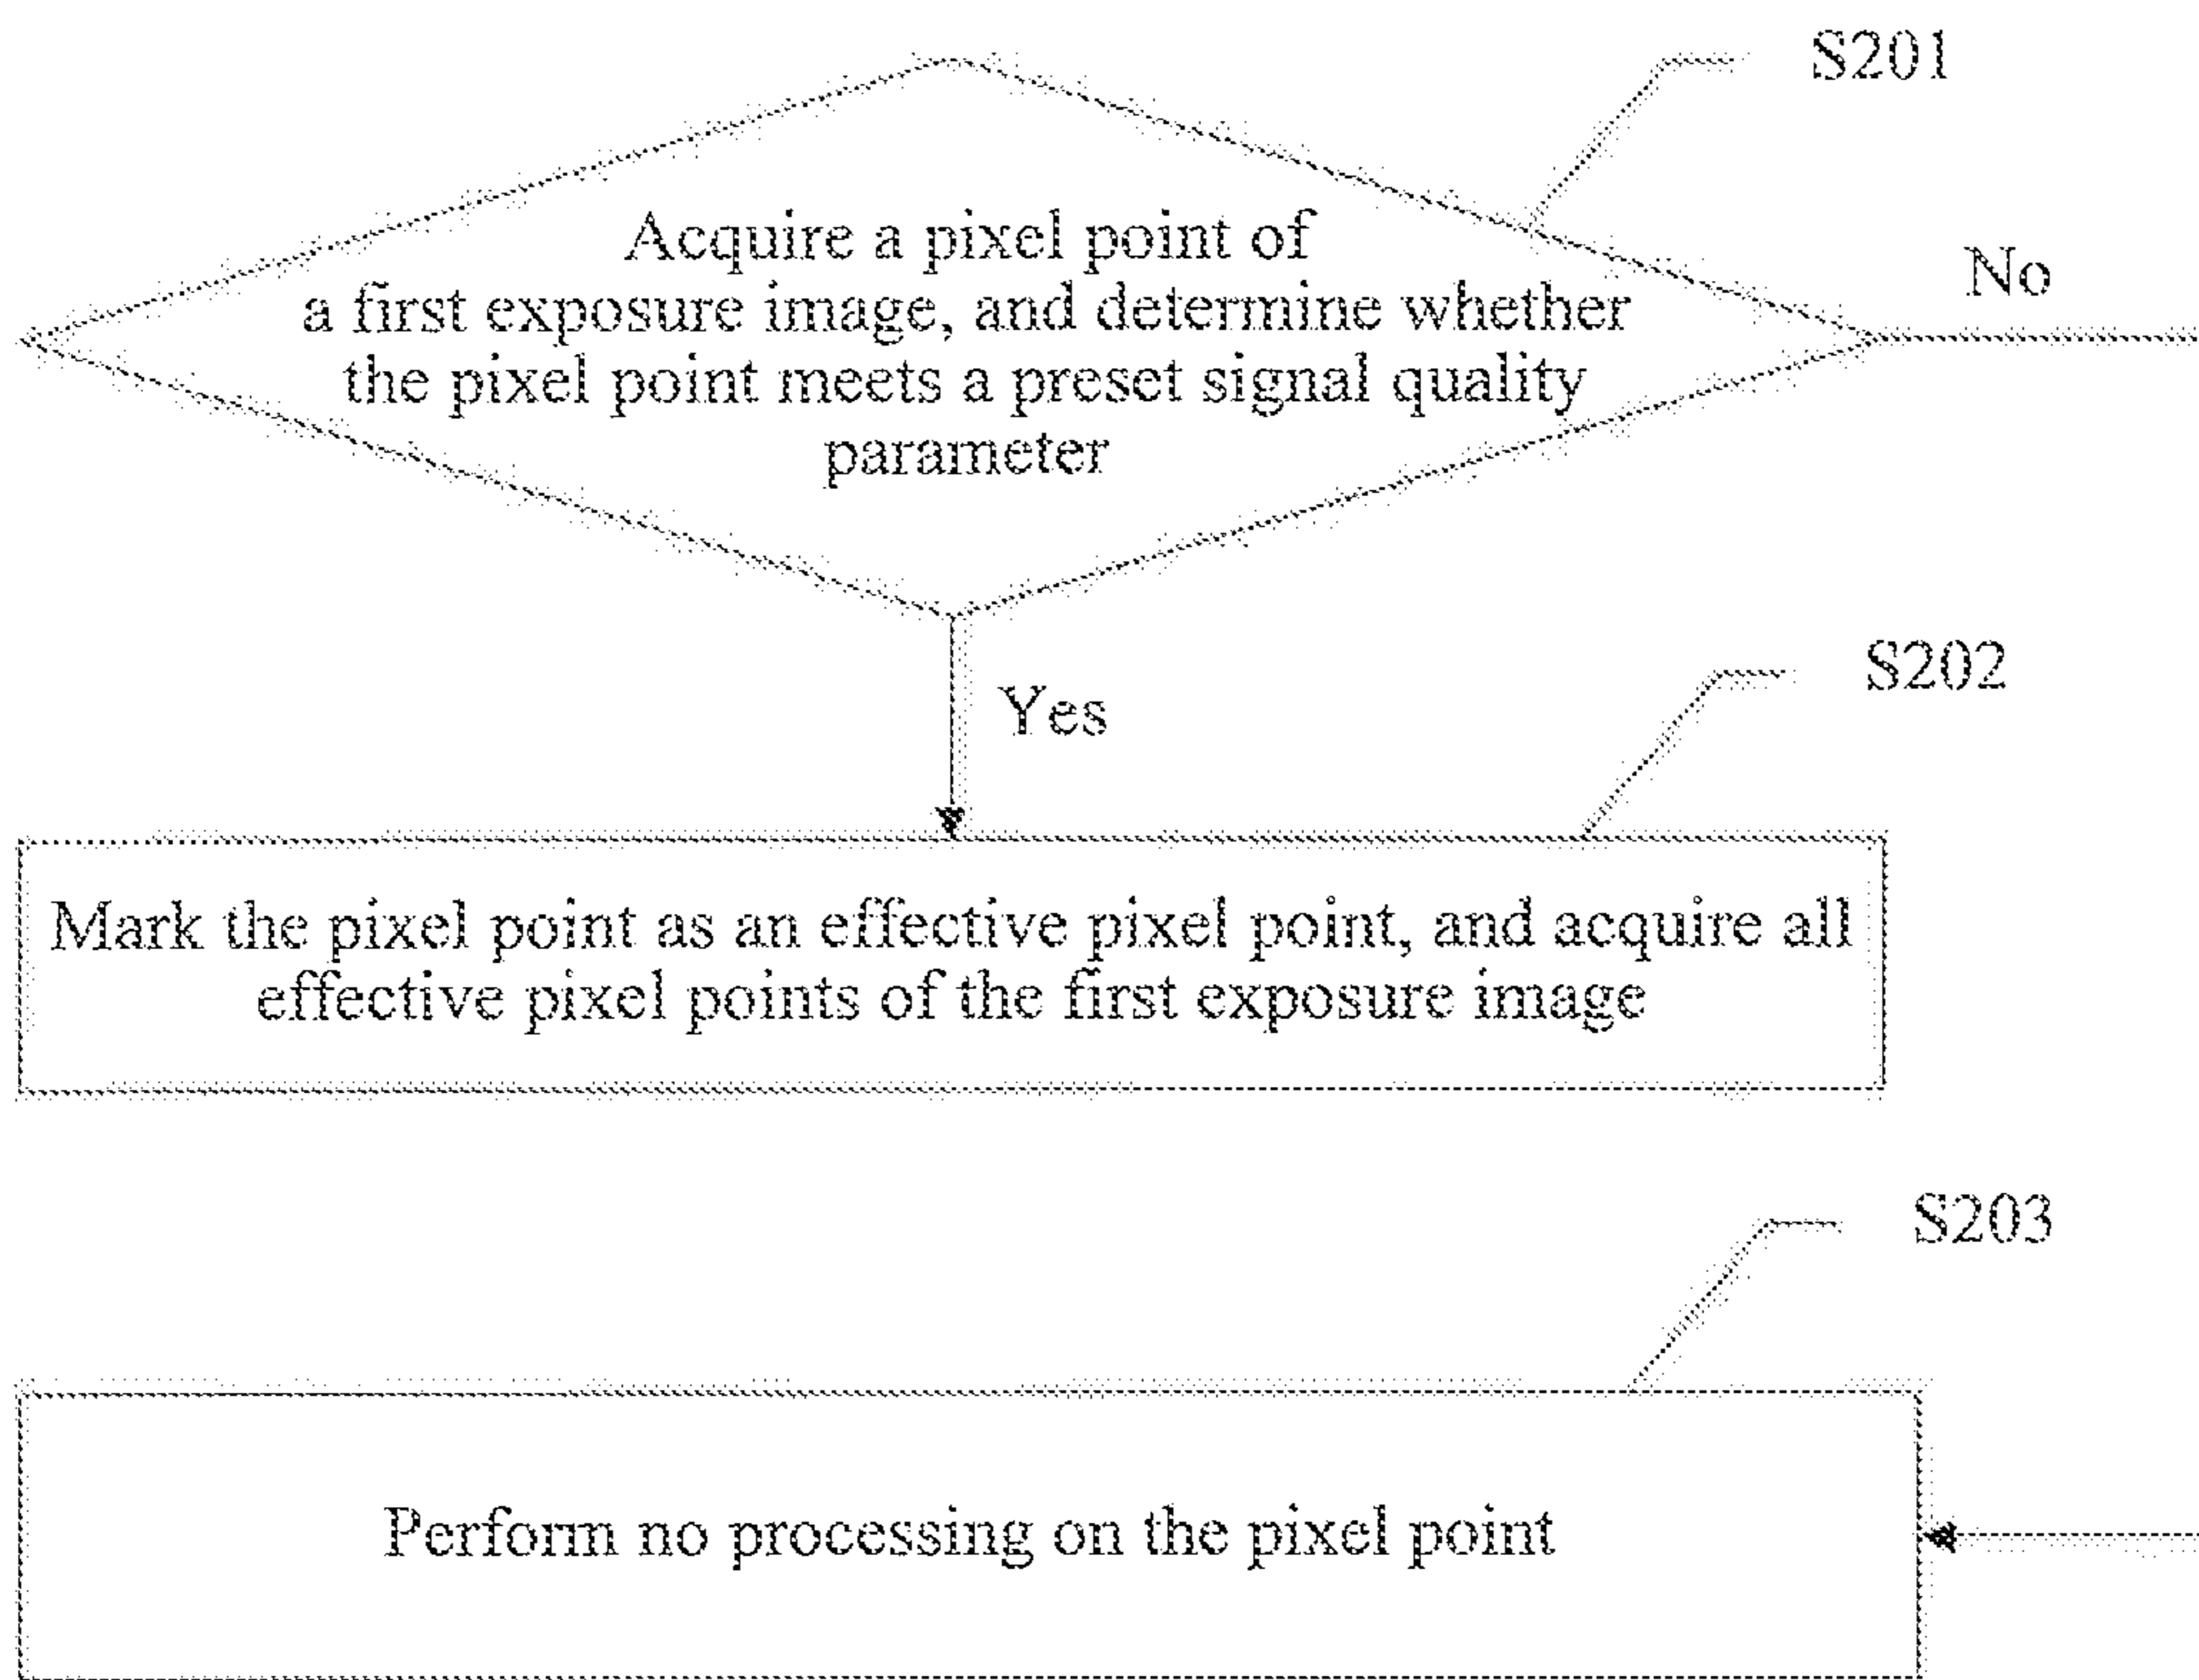 S201
Acquire a pixel point of
a first exposure image, and determine whether
the pixel point meets a preset signal quality
parameter
No
Yes
S202
Mark the pixel point as an effective pixel point, and acquire all
effective pixel points of the first exposure image
S203
Perform no processing on the pixel point